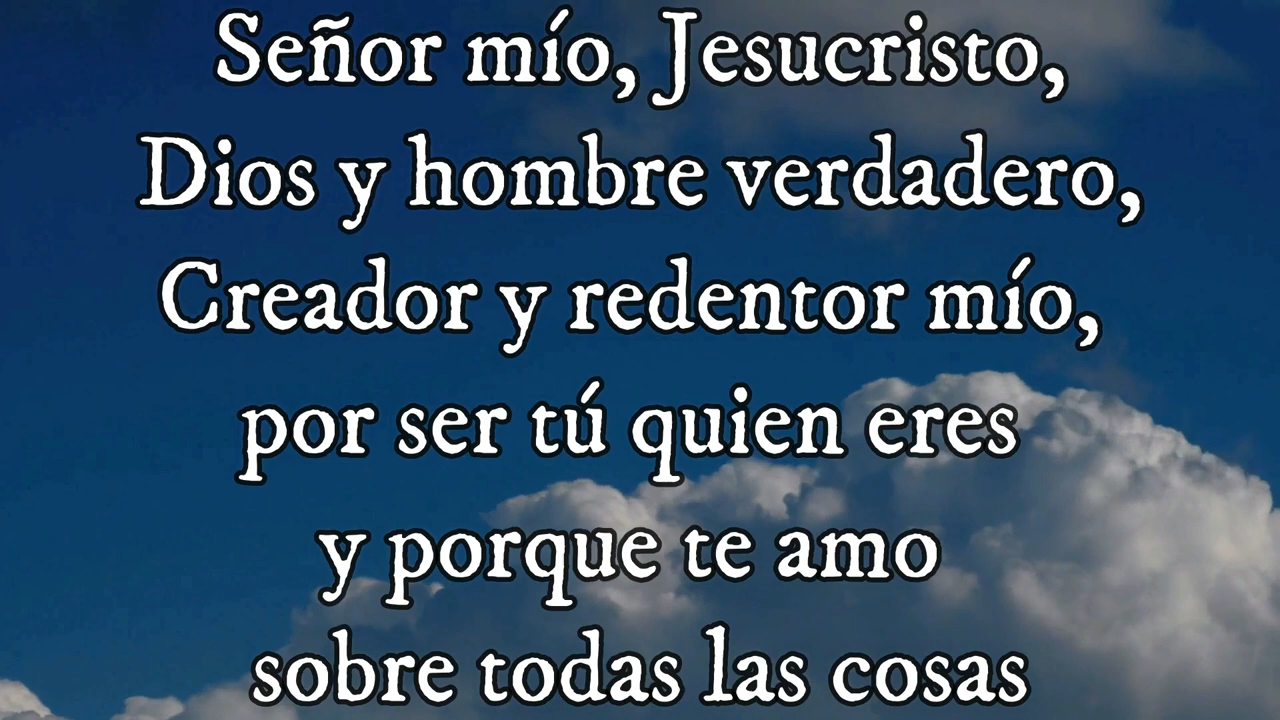 Señor mío, Jesucristo,
Dios y hombre verdadero,
Creador y redentor mío,
por ser tú quien eres
y porque te amo
sobre todas las cosas